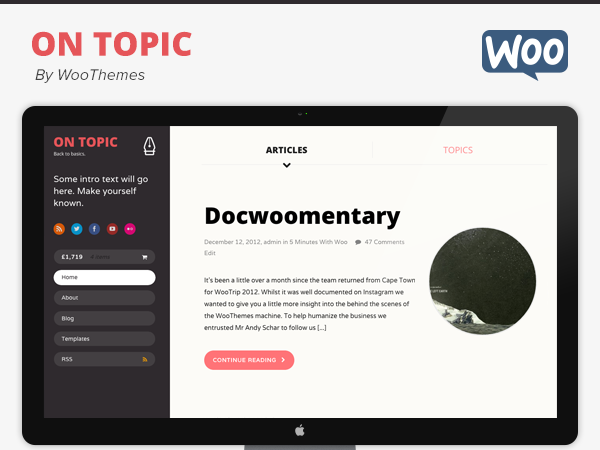 ON TOPIC
By WooThemes
WOO
ON TOPIC
Back to basics.
Some intro text will go
here. Make yourself
known.
£1,719 4 items
Home
About
Blog
Templates
RSS
ARTICLES
TOPICS
Docwoomentary
December 12, 2012, admin in 5 Minutes With Woo 47 Comments
Edit
It's been a little over a month since the team returned from Cape Town
for WooTrip 2012. Whilst it was well documented on Instagram we
wanted to give you a little more insight into the behind the scenes of
the WooThemes machine. To help humanize the business we
entrusted Mr Andy Schar to follow us [...]
CONTINUE READING